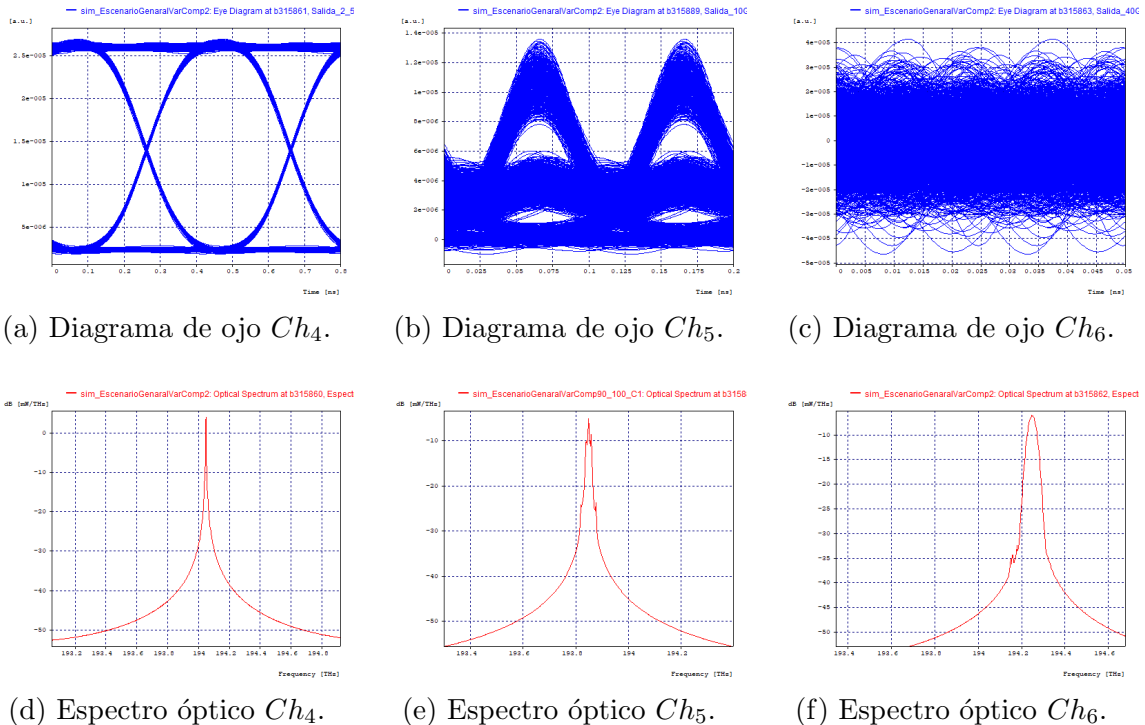 sim_EscenarioGenaralVarComp2: Eye Diagram at b315861, Salida_2_5
[a.u.]
2.5e-005
1.5e-005
5e-006
0 0.1 0.2 0.3 0.4 0.5 0.6 0.7 0.8
Time [ns]
(a) Diagrama de ojo Ch4.
sim_EscenarioGenaralVarComp2: Eye Diagram at b315889, Salida_10G
[a.u.]
1.4e-005
1.2e-005
1e-005
8e-006
6e-006
4e-006
2e-006
0
0 0.025 0.05 0.075 0.1 0.125 0.15 0.175 0.2
Time [ns]
(b) Diagrama de ojo Ch5.
sim_EscenarioGenaralVarComp2: Eye Diagram at b315863, Salida_40G
[a.u.]
4e-005
3e-005
2e-005
1e-005
0
-1e-005
-2e-005
-3e-005
-4e-005
-5e-005
0 0.005 0.01 0.015 0.02 0.025 0.03 0.035 0.04 0.045 0.05
Time [ns]
(c) Diagrama de ojo Ch6.
sim_EscenarioGenaralVarComp2: Optical Spectrum at b315860, Espect
dB [mW/THz]
0
-10
-20
-30
-40
-50
193.2 193.4 193.6 193.8 194 194.2 194.4 194.6 194.8
Frequency [THz]
(d) Espectro óptico Ch4.
sim_EscenarioGenaralVarComp90_100_C1: Optical Spectrum at b3158
dB [mW/THz]
-10
-20
-30
-40
-50
193.4 193.6 193.8 194 194.2
Frequency [THz]
(e) Espectro óptico Ch5.
sim_EscenarioGenaralVarComp2: Optical Spectrum at b315862, Espect
dB [mW/THz]
-10
-15
-20
-25
-30
-35
-40
-45
-50
193.4 193.6 193.8 194 194.2 194.4 194.6
Frequency [THz]
(f) Espectro óptico Ch6.